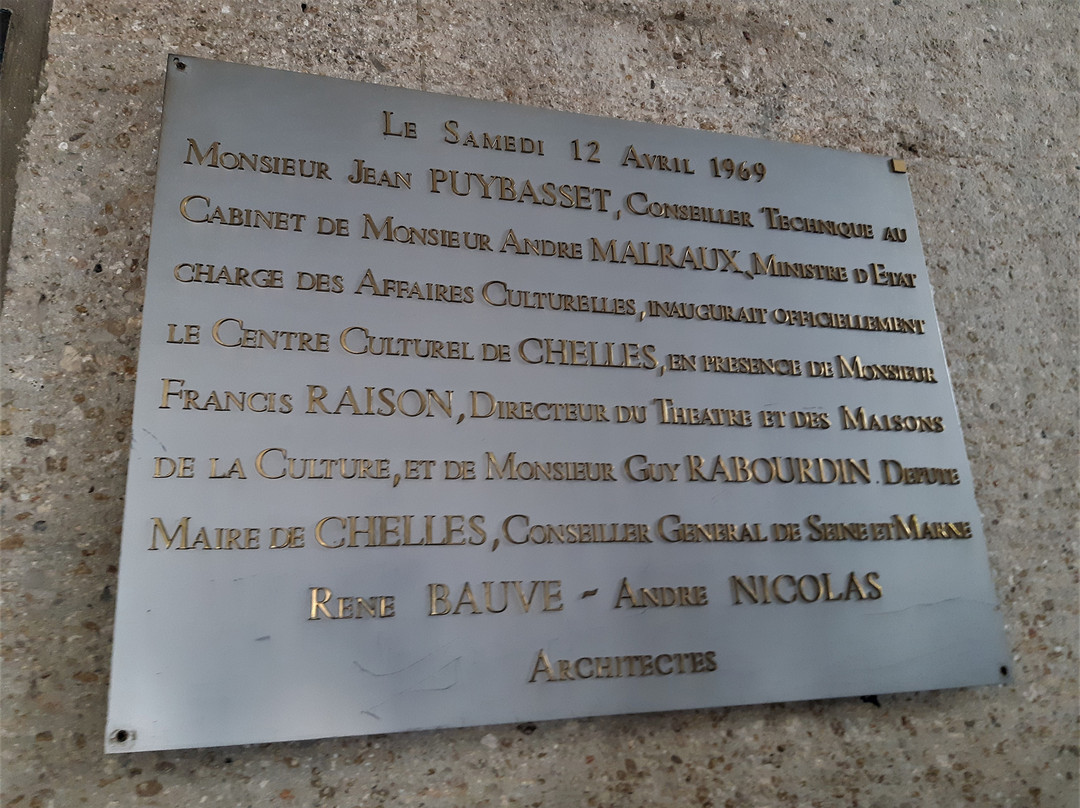 Le Samedi 12 Avril 1969
Monsieur Jean PUYBASSET, Conseiller Technique au
Cabinet de Monsieur Andre MALRAUX, Ministre d'Etat
charge des Affaires Culturelles, inaugurait officiellement
le Centre Culturel de CHELLES, en presence de Monsieur
Francis RAISON, Directeur du Theatre et des Maisons
de la Culture, et de Monsieur Guy RABOURDIN. Depute
Maire de CHELLES, Conseiller General de Seine et Marne
Rene BAUVE - Andre NICOLAS
Architectes